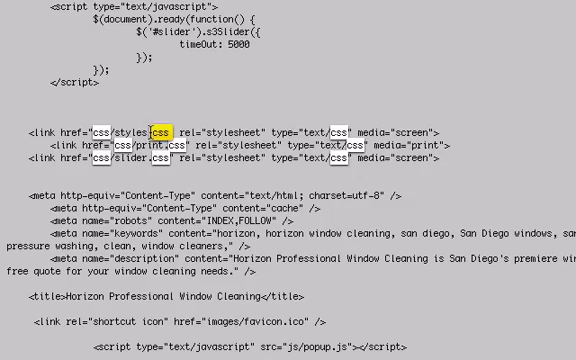 <script type="text/javascript">
$(document).ready(function() {
$('#slider').s3Slider({
timeOut: 5000
});
});
</script>
<link href="css/styles.css" rel="stylesheet" type="text/css" media="screen">
<link href="css/print.css" rel="stylesheet" type="text/css" media="print">
<link href="css/slider.css" rel="stylesheet" type="text/css" media="screen">
<meta http-equiv="Content-Type" content="text/html; charset=utf-8" />
<meta http-equiv="Content-Type" content="cache" />
<meta name="robots" content="INDEX,FOLLOW" />
<meta name="keywords" content="horizon, horizon window cleaning, san diego, San Diego windows, san
pressure washing, clean, window cleaners," />
<meta name="description" content="Horizon Professional Window Cleaning is San Diego's premiere win
free quote for your window cleaning needs." />
<title>Horizon Professional Window Cleaning</title>
<link rel="shortcut icon" href="images/favicon.ico" />
<script type="text/javascript" src="js/popup.js"></script>